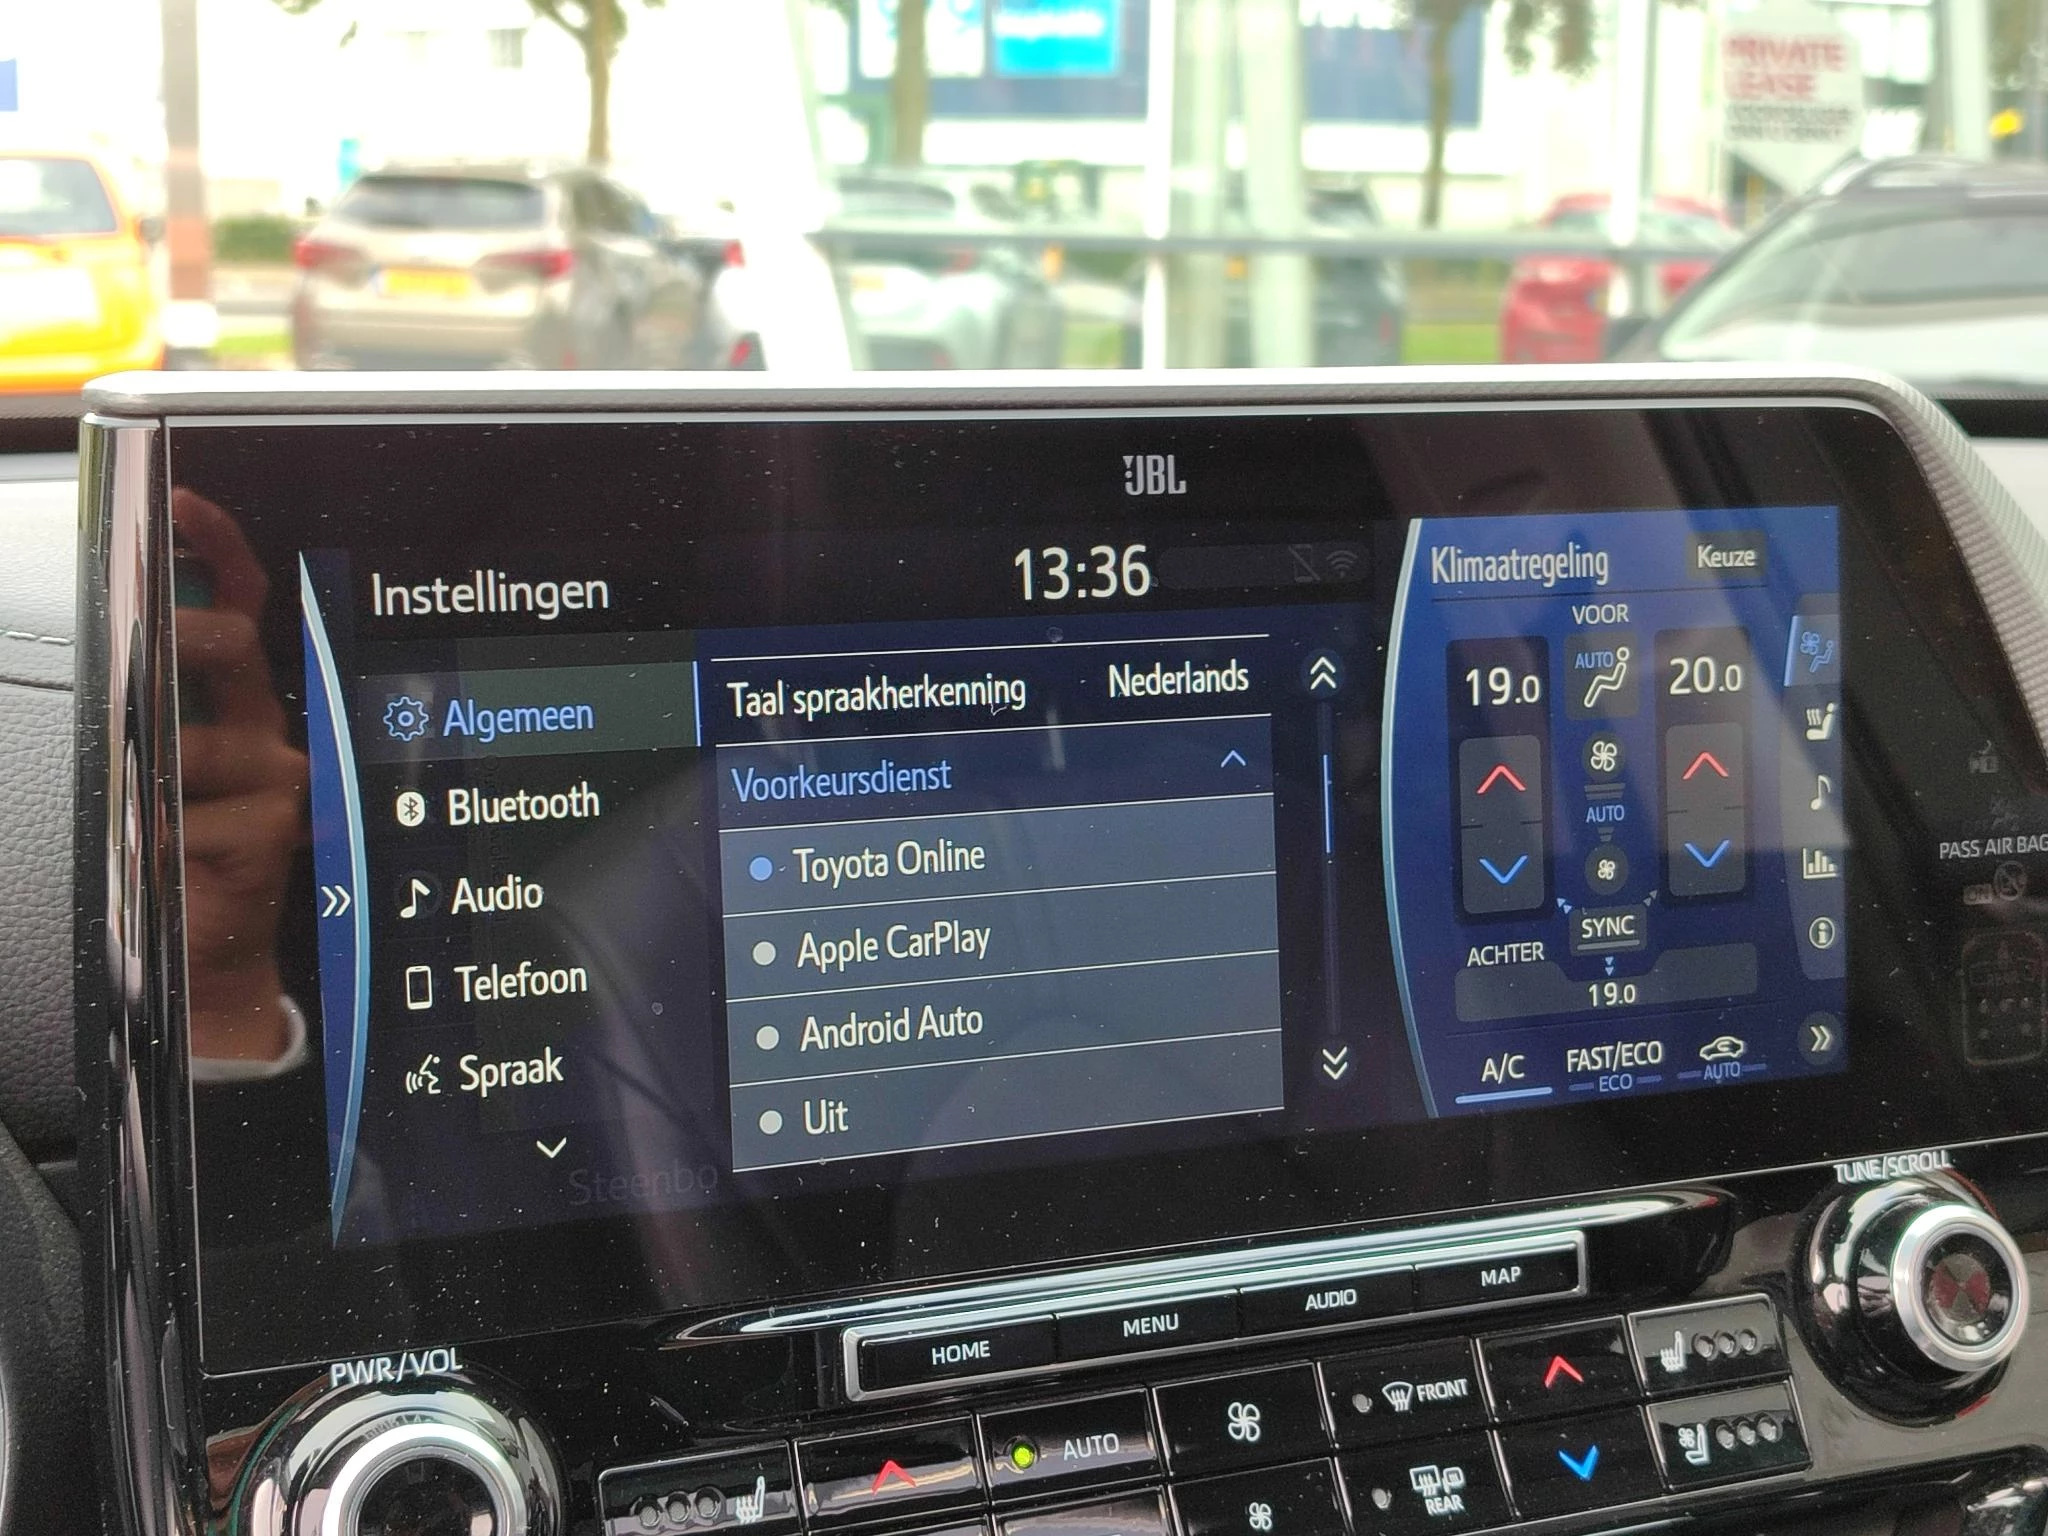 PRIVATE
LEASE
JBL
Instellingen
13:36
Algemeen
Bluetooth
Audio
Telefoon
Spraak
Taal spraakherkenning Nederlands
Voorkeursdienst
Toyota Online
Apple CarPlay
Android Auto
Uit
Steenbo
Klimaatregeling Keuze
VOOR
19.0 AUTO 20.0
AUTO
SYNC
ACHTER
19.0
A/C FAST/ECO
ECO AUTO
PASS AIR BAG
ON
PWR/VOL
TUNE/SCROLL
HOME MENU AUDIO MAP
AUTO
FRONT
REAR